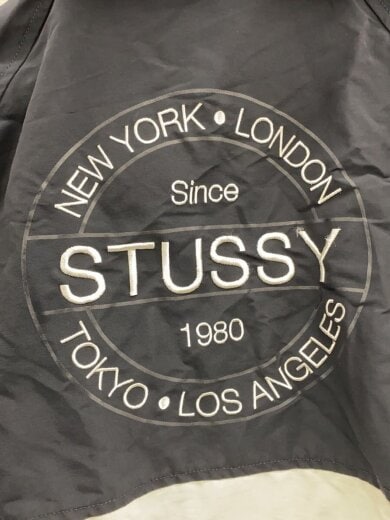 NEW YORK • LONDON
Since
STUSSY
1980
TOKYO • LOS ANGELES